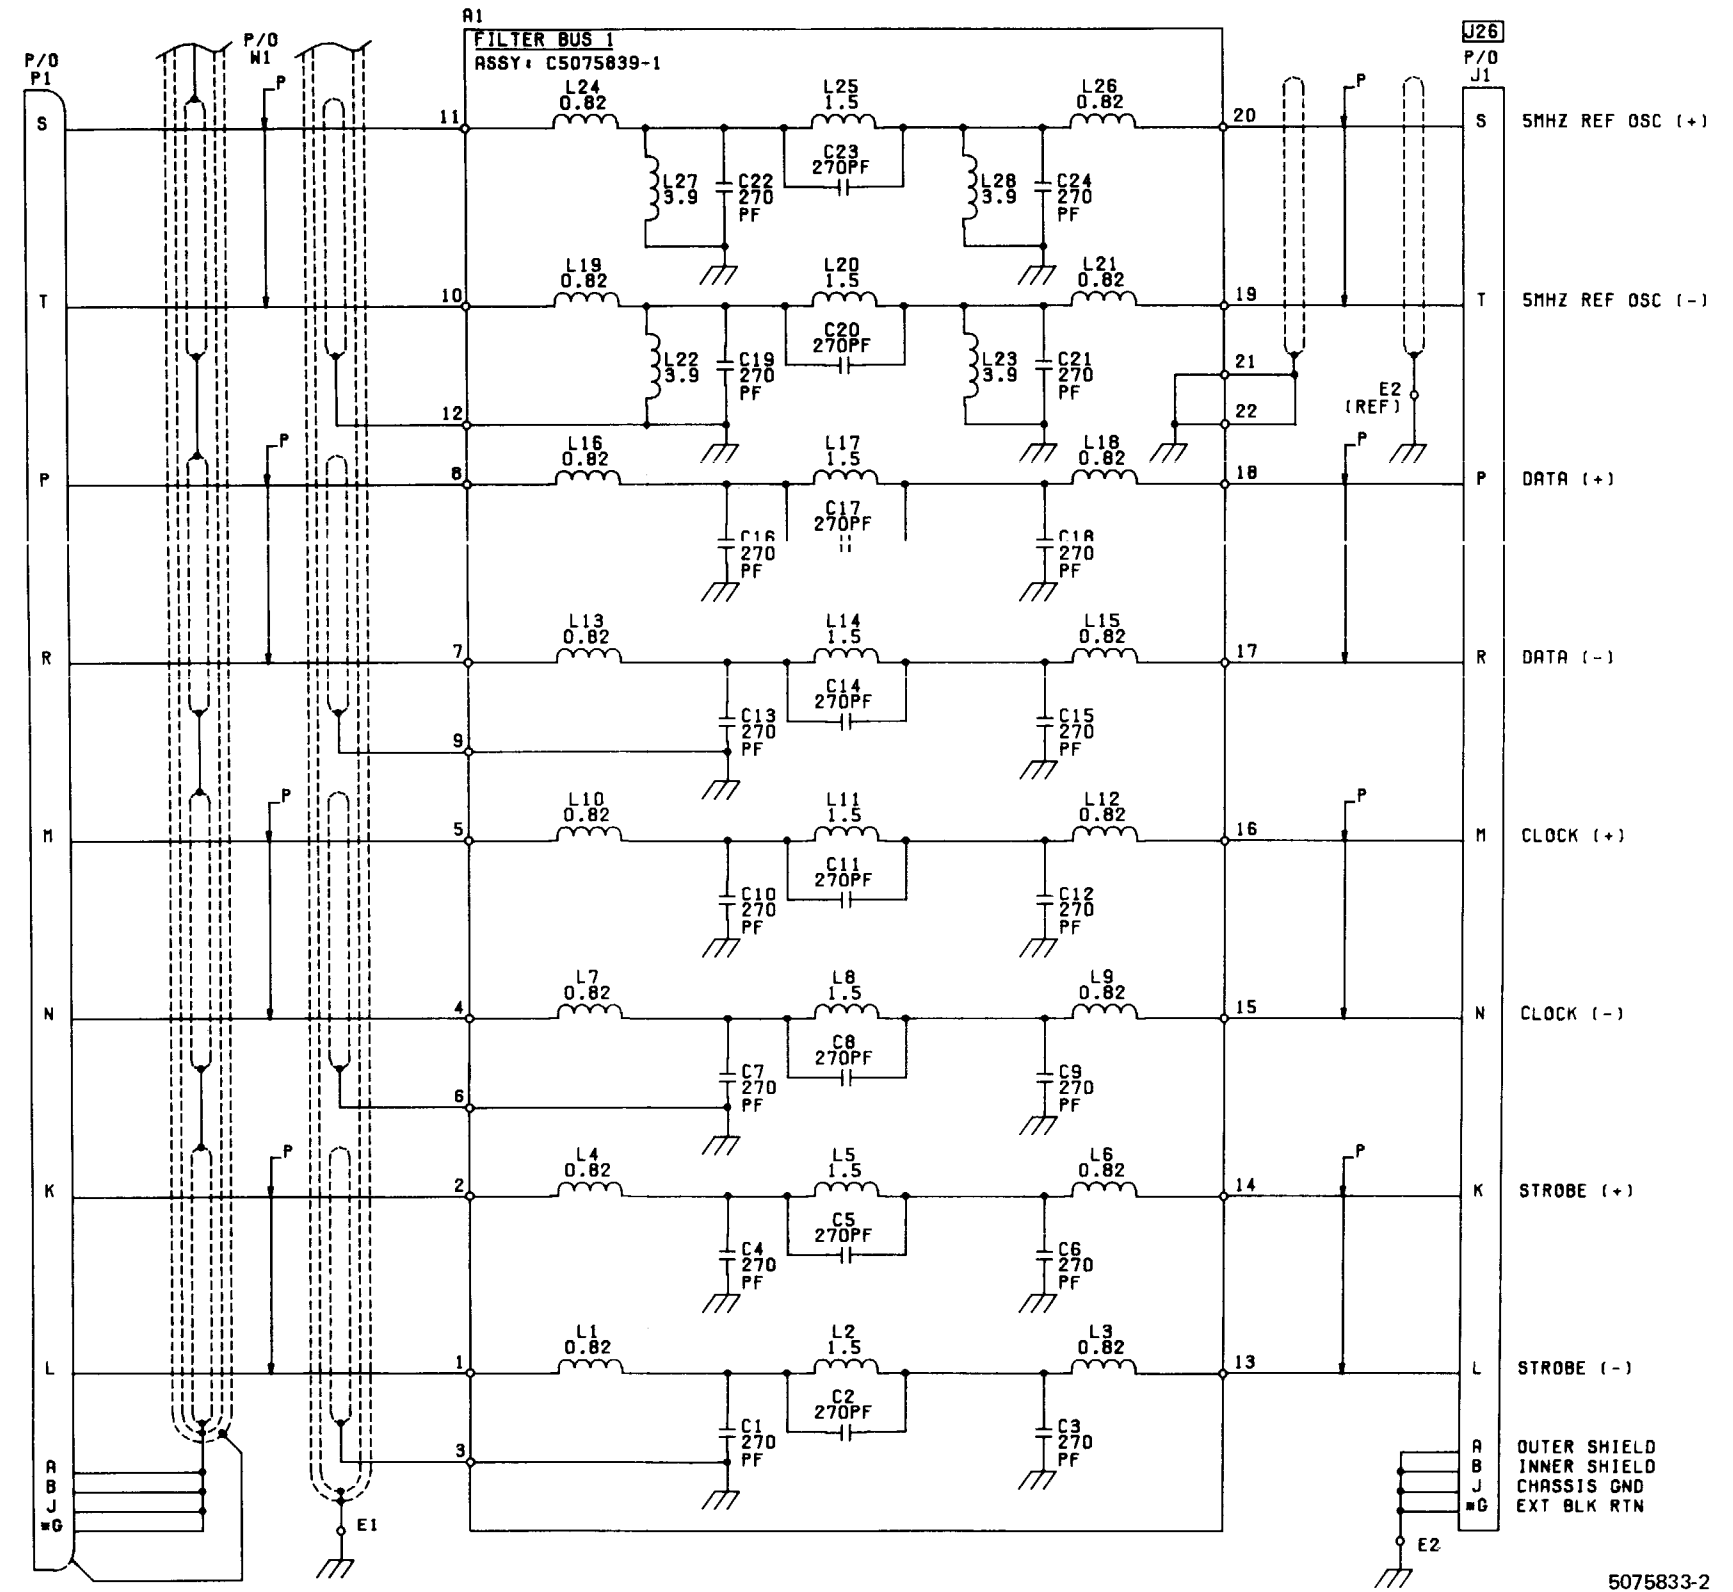 A1
FILTER BUS 1
ASSY: C5075839-1
P/O
P1
P/O
W1
J26
P/O
J1
S
P
11
L24
0.82
L25
1.5
L26
0.82
C23
270PF
L27
3.9
C22
270
PF
L28
3.9
C24
270
PF
20
P
S
5MHZ REF OSC (+)
T
10
L19
0.82
L20
1.5
L21
0.82
C20
270PF
L22
3.9
C19
270
PF
L23
3.9
C21
270
PF
19
T
5MHZ REF OSC (-)
12
21
22
E2
(REF)
P
P
8
L16
0.82
L17
1.5
L18
0.82
C17
270PF
C16
270
PF
C18
270
PF
18
P
P
DATA (+)
R
7
L13
0.82
L14
1.5
L15
0.82
C14
270PF
C13
270
PF
C15
270
PF
17
R
DATA (-)
9
M
P
5
L10
0.82
L11
1.5
L12
0.82
C11
270PF
C10
270
PF
C12
270
PF
16
P
M
CLOCK (+)
N
4
L7
0.82
L8
1.5
L9
0.82
C8
270PF
C7
270
PF
C9
270
PF
15
N
CLOCK (-)
6
K
P
2
L4
0.82
L5
1.5
L6
0.82
C5
270PF
C4
270
PF
C6
270
PF
14
P
K
STROBE (+)
L
1
L1
0.82
L2
1.5
L3
0.82
C2
270PF
C1
270
PF
C3
270
PF
13
L
STROBE (-)
3
A
B
J
*G
E1
A OUTER SHIELD
B INNER SHIELD
J CHASSIS GND
*G EXT BLK RTN
E2
5075833-2